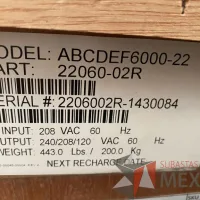 MODEL: ABCDEF6000-22
PART: 22060-02R
SERIAL #: 2206002R-1430084
INPUT: 208 VAC 60 Hz
OUTPUT: 240/208/120 VAC 60 Hz
WEIGHT: 443.0 Lbs / 200.0 Kg
NEXT RECHARGE DATE:
SUBASTAS
MEX